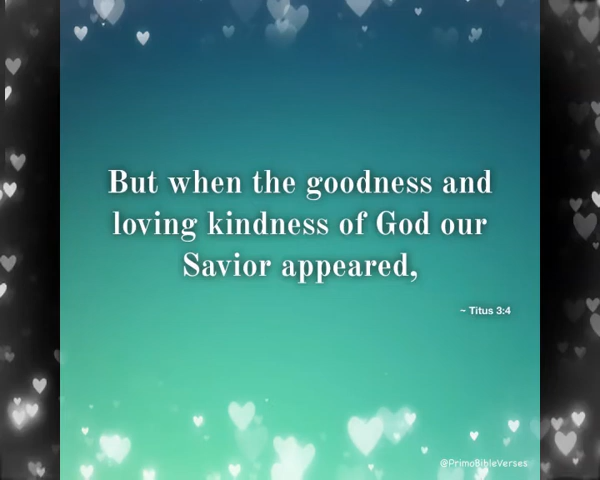 But when the goodness and
loving kindness of God our
Savior appeared,
~ Titus 3:4
@PrimoBibleVerses